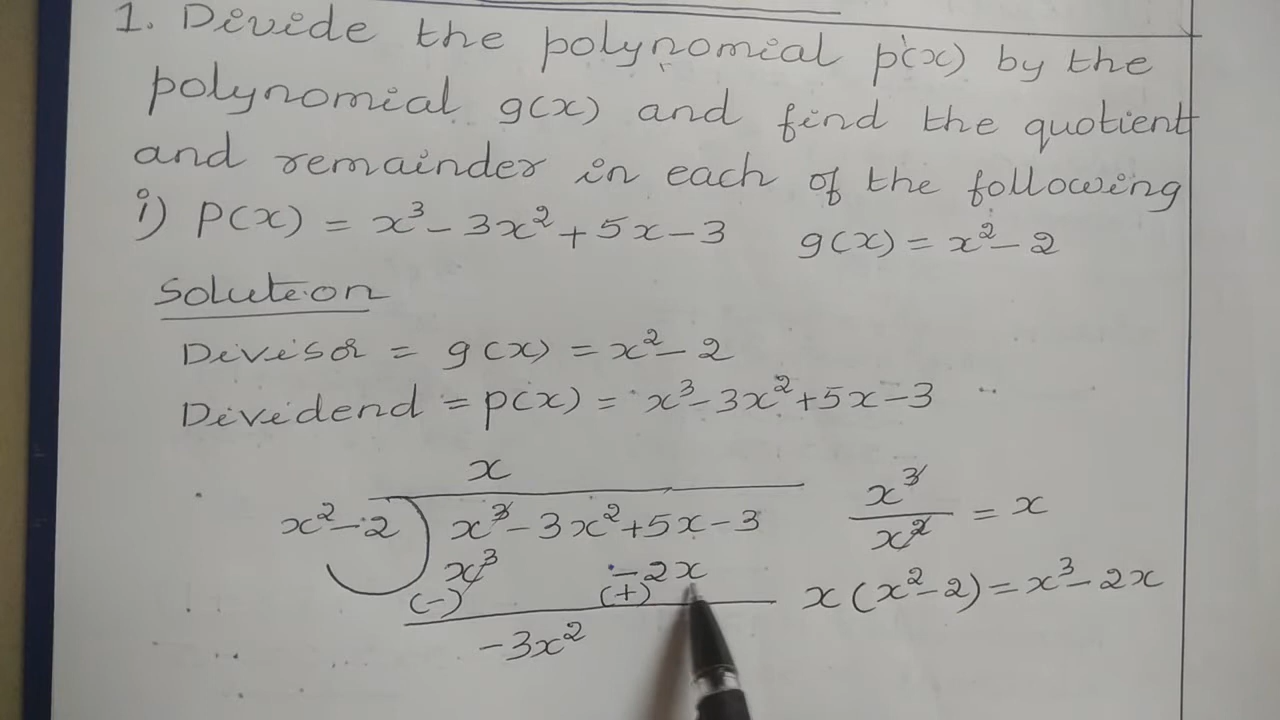 1. Divide the polynomial p(x) by the
polynomial g(x) and find the quotient
and remainder in each of the following
i) P(x) = x³ - 3x² + 5x - 3 g(x) = x² - 2
Solution
Divisor = g(x) = x² - 2
Dividend = p(x) = x³ - 3x² + 5x - 3
x
x² - 2 ) x³ - 3x² + 5x - 3 x³/x² = x
x³ - 2x
(-) (+) x(x² - 2) = x³ - 2x
-3x²